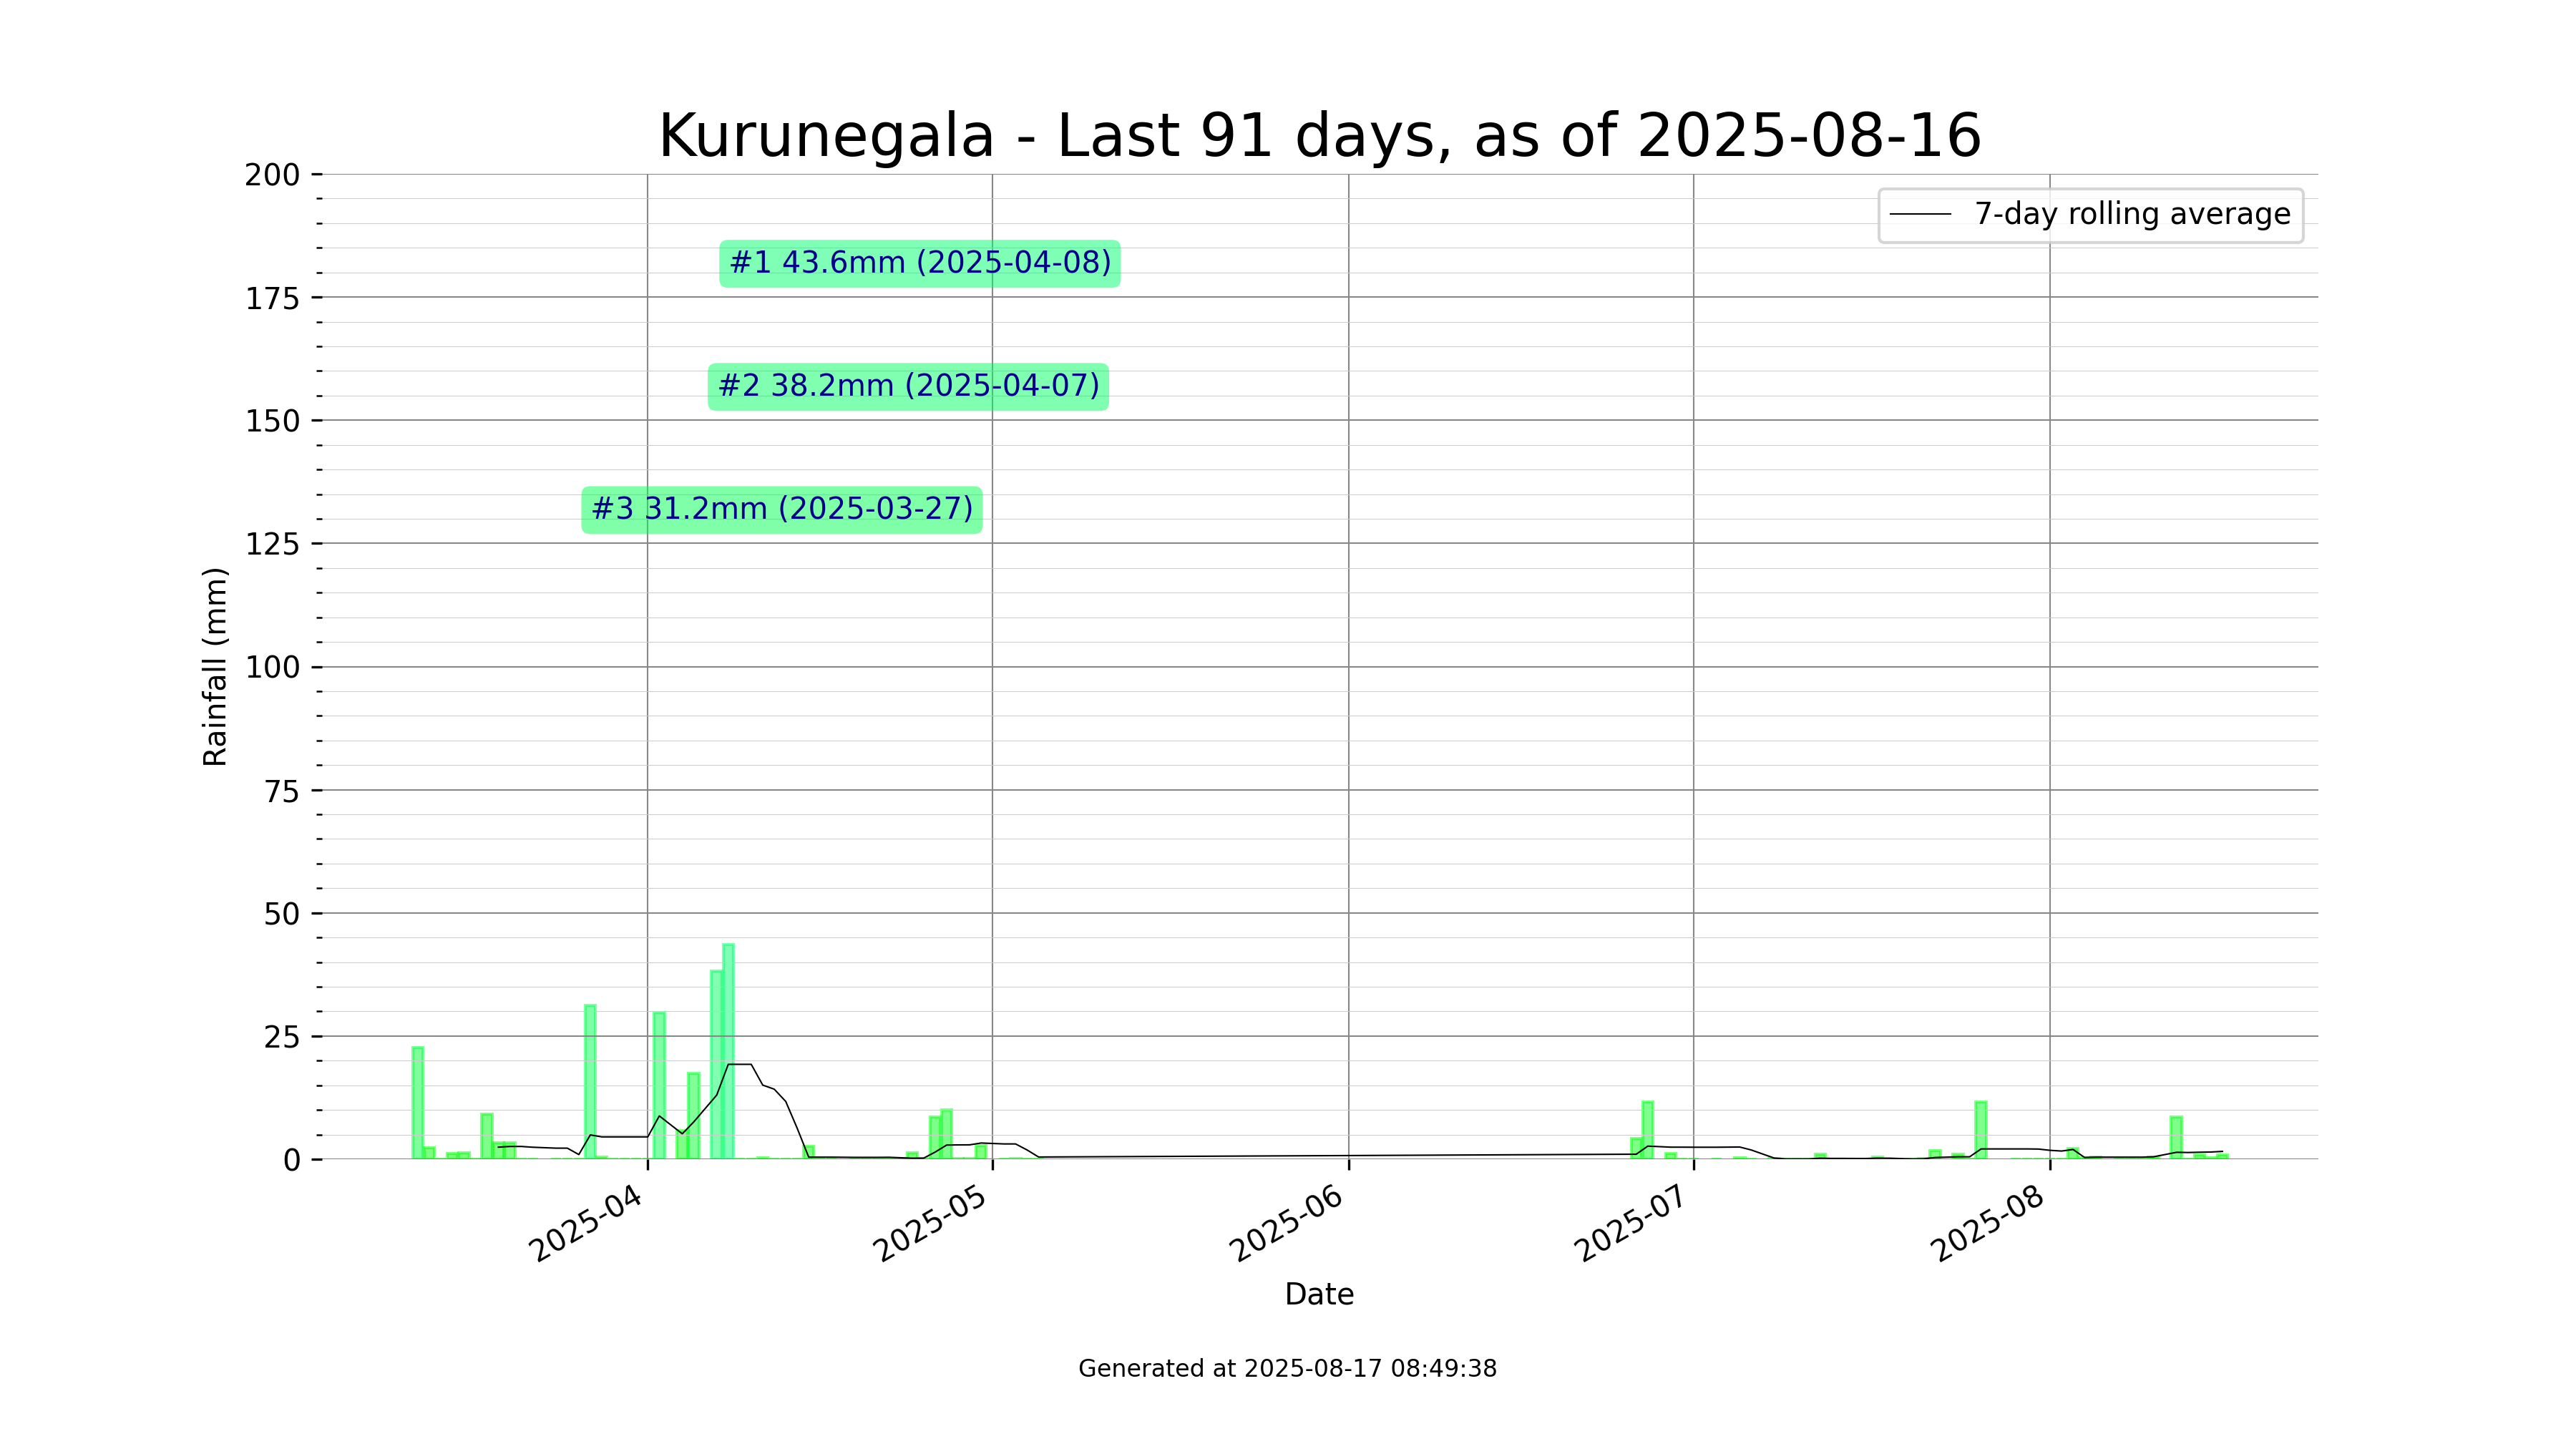 Kurunegala - Last 91 days, as of 2025-08-16
7-day rolling average
#1 43.6mm (2025-04-08)
#2 38.2mm (2025-04-07)
#3 31.2mm (2025-03-27)
Rainfall (mm)
200
175
150
125
100
75
50
25
0
2025-04
2025-05
2025-06
2025-07
2025-08
Date
Generated at 2025-08-17 08:49:38